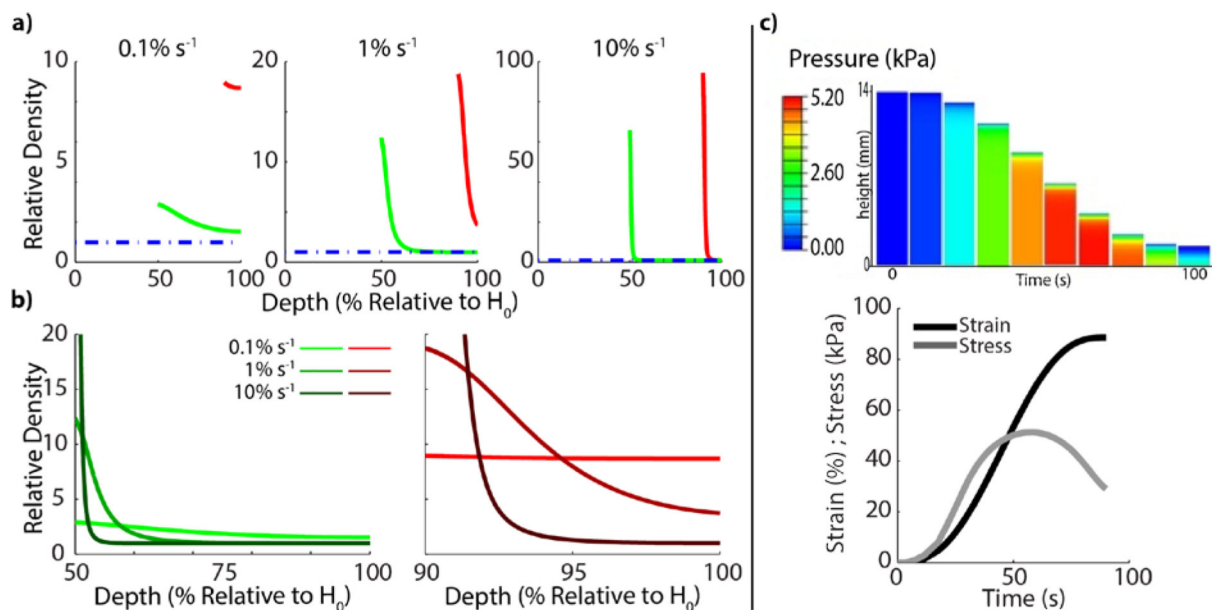 a)
0.1% s⁻¹
1% s⁻¹
10% s⁻¹
Relative Density
10
5
0
0
50
100
20
10
0
0
50
100
100
50
0
0
50
100
Depth (% Relative to H₀)
b)
Relative Density
20
15
10
5
0
50
75
100
0.1% s⁻¹
1% s⁻¹
10% s⁻¹
90
95
100
Depth (% Relative to H₀)
Depth (% Relative to H₀)
c)
Pressure (kPa)
5.20
2.60
0.00
14
height (mm)
0
0
Time (s)
100
Strain (%) ; Stress (kPa)
100
80
60
40
20
0
Strain
Stress
0
50
100
Time (s)